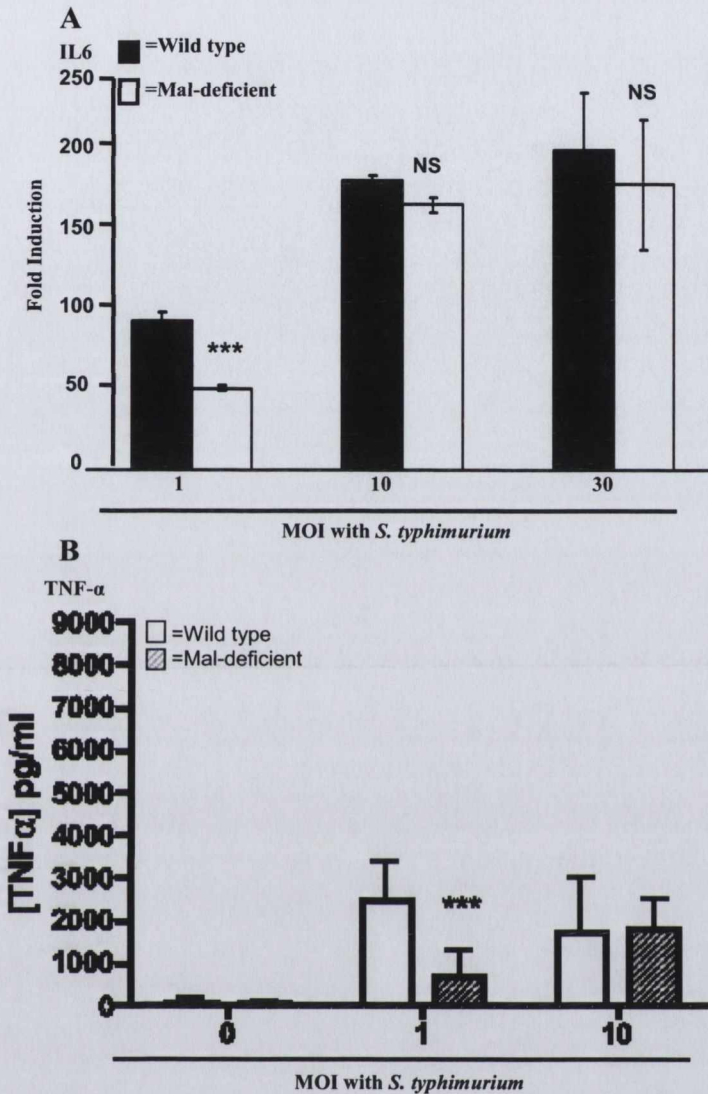 A
IL6
=Wild type
=Mal-deficient
250
200
150
100
50
0
Fold Induction
***
NS
NS
1 10 30
MOI with S. typhimurium
B
TNF-α
=Wild type
=Mal-deficient
9000
8000
7000
6000
5000
4000
3000
2000
1000
0
[TNFα] pg/ml
***
0 1 10
MOI with S. typhimurium